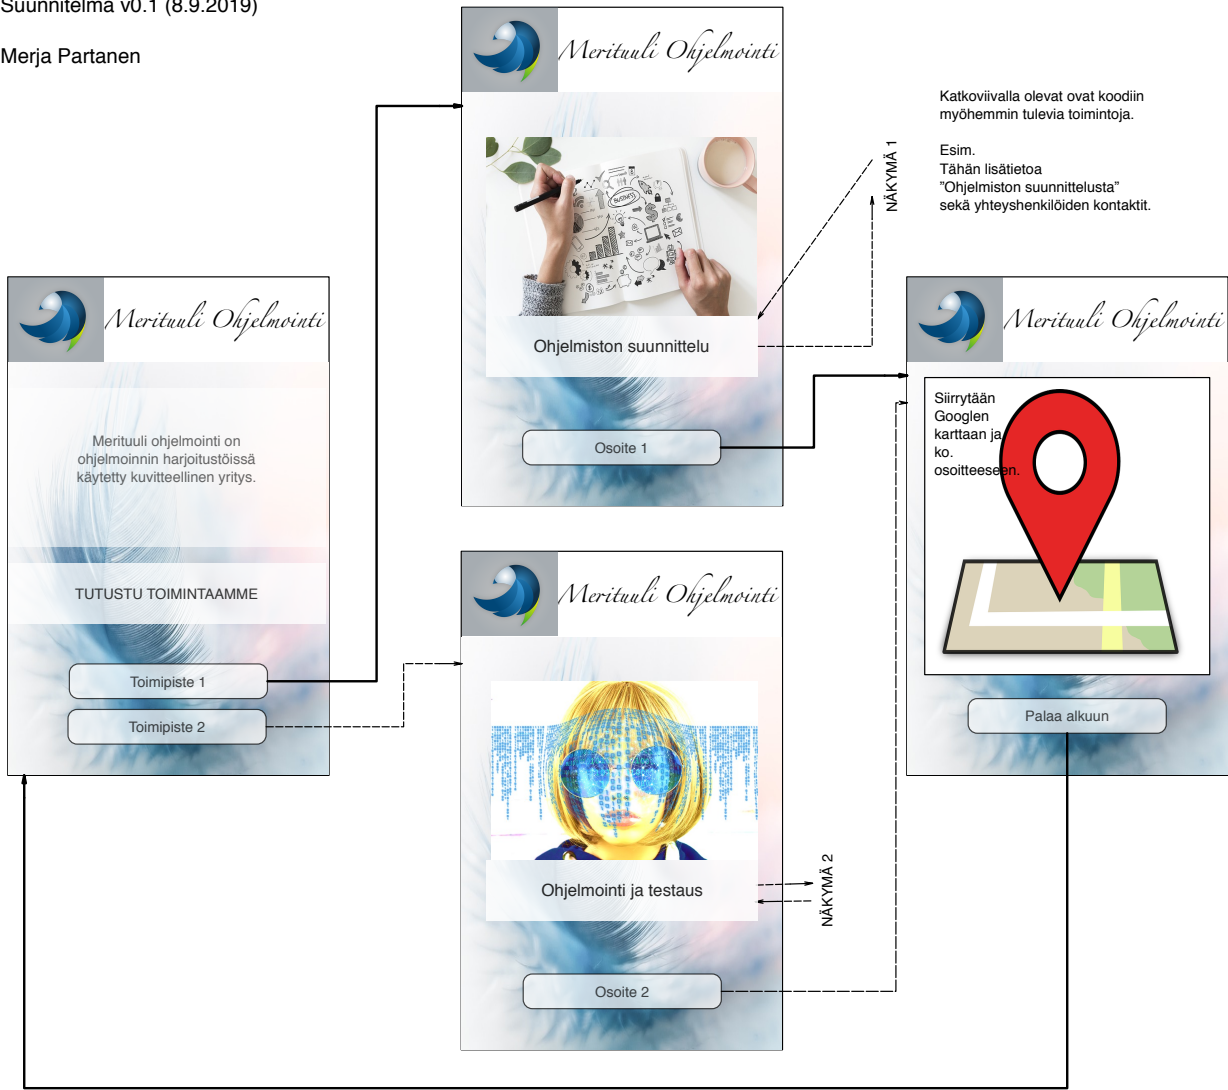 Suunnitelma v0.1 (8.9.2019)
Merja Partanen
Merituuli Ohjelmointi
BUSINESS
Ohjelmiston suunnittelu
Osoite 1
NÄKYMÄ 1
Katkoviivalla olevat ovat koodiin
myöhemmin tulevia toimintoja.
Esim.
Tähän lisätietoa
”Ohjelmiston suunnittelusta”
sekä yhteyshenkilöiden kontaktit.
Merituuli Ohjelmointi
Merituuli ohjelmointi on
ohjelmoinnin harjoitustöissä
käytetty kuvitteellinen yritys.
TUTUSTU TOIMINTAAMME
Toimipiste 1
Toimipiste 2
Merituuli Ohjelmointi
Ohjelmointi ja testaus
Osoite 2
NÄKYMÄ 2
Merituuli Ohjelmointi
Siirrytään
Googlen
karttaan ja
ko.
osoitteeseen.
Palaa alkuun